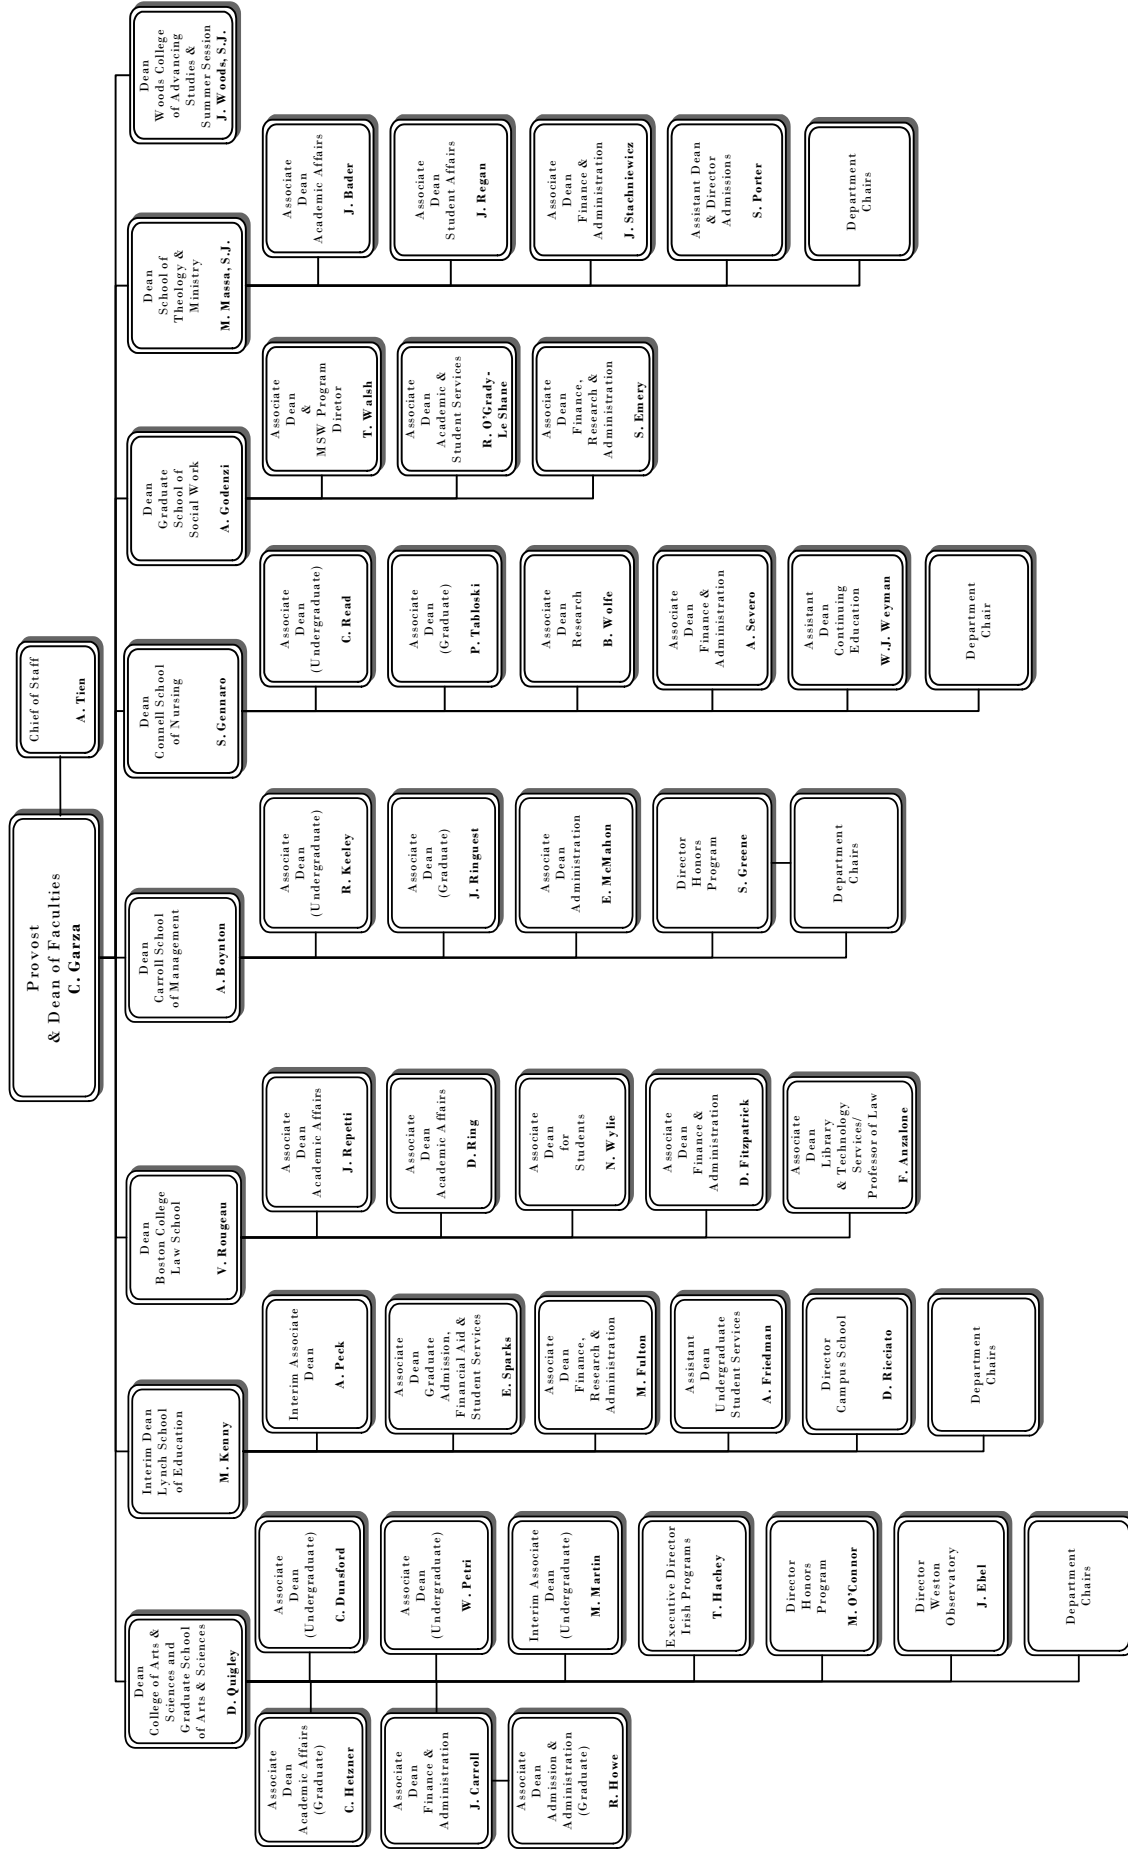 Provost
& Dean of Faculties
C. Garza
Chief of Staff
A. Tien
Dean
College of Arts &
Sciences and
Graduate School
of Arts & Sciences
D. Quigley
Associate
Dean
Academic Affairs
(Graduate)
C. Hetzner
Associate
Dean
Finance &
Administration
J. Carroll
Associate
Dean
Admission &
Administration
(Graduate)
R. Howe
Associate
Dean
(Undergraduate)
C. Dunsford
Associate
Dean
(Undergraduate)
W. Petri
Interim Associate
Dean
(Undergraduate)
M. Martin
Executive Director
Irish Programs
T. Hachey
Director
Honors
Program
M. O'Connor
Director
Weston
Observatory
J. Ebel
Department
Chairs
Interim Dean
Lynch School
of Education
M. Kenny
Interim Associate
Dean
A. Peck
Associate
Dean
Graduate
Admission,
Financial Aid &
Student Services
E. Sparks
Associate
Dean
Finance,
Research &
Administration
M. Fulton
Assistant
Dean
Undergraduate
Student Services
A. Friedman
Director
Campus School
D. Ricciato
Department
Chairs
Dean
Boston College
Law School
V. Rougeau
Associate
Dean
Academic Affairs
J. Repetti
Associate
Dean
Academic Affairs
D. Ring
Associate
Dean
for
Students
N. Wylie
Associate
Dean
Finance &
Administration
D. Fitzpatrick
Associate
Dean
Library
& Technology
Services/
Professor of Law
F. Anzalone
Dean
Carroll School
of Management
A. Boynton
Associate
Dean
(Undergraduate)
R. Keeley
Associate
Dean
(Graduate)
J. Ringuest
Associate
Dean
Administration
E. McMahon
Director
Honors
Program
S. Greene
Department
Chairs
Dean
Connell School
of Nursing
S. Gennaro
Associate
Dean
(Undergraduate)
C. Read
Associate
Dean
(Graduate)
P. Tabloski
Associate
Dean
Research
B. Wolfe
Associate
Dean
Finance &
Administration
A. Severo
Assistant
Dean
Continuing
Education
W.J. Weyman
Department
Chair
Dean
Graduate
School of
Social Work
A. Godenzi
Associate
Dean
&
MSW Program
Diretor
T. Walsh
Associate
Dean
Academic &
Student Services
R. O'Grady-
Le Shane
Associate
Dean
Finance,
Research &
Administration
S. Emery
Dean
School of
Theology &
Ministry
M. Massa, S.J.
Associate
Dean
Academic Affairs
J. Bader
Associate
Dean
Student Affairs
J. Regan
Associate
Dean
Finance &
Administration
J. Stachniewicz
Assistant Dean
& Director
Admissions
S. Porter
Department
Chairs
Dean
Woods College
of Advancing
Studies &
Summer Session
J. Woods, S.J.